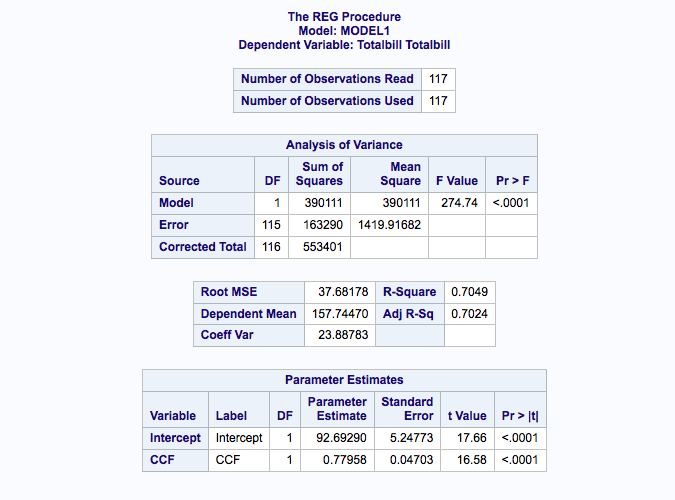 The REG Procedure
Model: MODEL1
Dependent Variable: Totalbill Totalbill
Number of Observations Read 117
Number of Observations Used 117
Analysis of Variance
Source DF Sum of Squares Mean Square F Value Pr > F
Model 1 390111 390111 274.74 <.0001
Error 115 163290 1419.91682
Corrected Total 116 553401
Root MSE 37.68178 R-Square 0.7049
Dependent Mean 157.74470 Adj R-Sq 0.7024
Coeff Var 23.88783
Parameter Estimates
Variable Label DF Parameter Estimate Standard Error t Value Pr > |t|
Intercept Intercept 1 92.69290 5.24773 17.66 <.0001
CCF CCF 1 0.77958 0.04703 16.58 <.0001